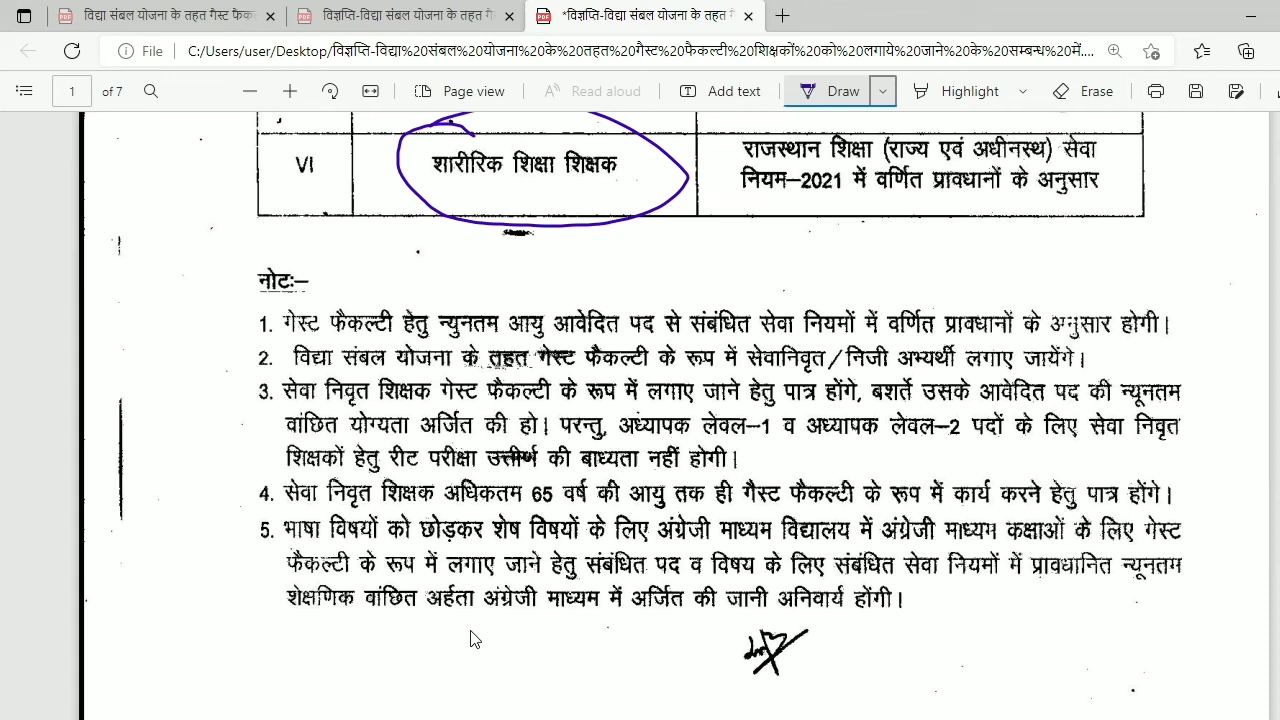 विद्या संबल योजना के तहत गैस्ट फैक
विज्ञप्ति-विद्या संबल योजना के तहत गै
*विज्ञप्ति-विद्या संबल योजना के तहत
File
C:/Users/user/Desktop/विज्ञप्ति-विद्या%20संबल%20योजना%20के%20तहत%20गैस्ट%20फैकल्टी%20शिक्षकों%20को%20लगाये%20जाने%20के%20सम्बन्ध%20में....
1 of 7
Page view
Read aloud
Add text
Draw
Highlight
Erase
VI
शारीरिक शिक्षा शिक्षक
राजस्थान शिक्षा (राज्य एवं अधीनस्थ) सेवा
नियम–2021 में वर्णित प्रावधानों के अनुसार
नोटः–
1. गेस्ट फैकल्टी हेतु न्युनतम आयु आवेदित पद से संबंधित सेवा नियमों में वर्णित प्रावधानों के अनुसार होगी।
2. विद्या संबल योजना के तहत गेस्ट फैकल्टी के रूप में सेवानिवृत/निजी अभ्यर्थी लगाए जायेंगे।
3. सेवा निवृत शिक्षक गेस्ट फैकल्टी के रूप में लगाए जाने हेतु पात्र होंगे, बशर्ते उसके आवेदित पद की न्यूनतम
वांछित योग्यता अर्जित की हो। परन्तु, अध्यापक लेवल–1 व अध्यापक लेवल–2 पदों के लिए सेवा निवृत
शिक्षकों हेतु रीट परीक्षा उत्तीर्ण की बाध्यता नहीं होगी।
4. सेवा निवृत शिक्षक अधिकतम 65 वर्ष की आयु तक ही गैस्ट फैकल्टी के रूप में कार्य करने हेतु पात्र होंगे।
5. भाषा विषयों को छोड़कर शेष विषयों के लिए अंग्रेजी माध्यम विद्यालय में अंग्रेजी माध्यम कक्षाओं के लिए गेस्ट
फैकल्टी के रूप में लगाए जाने हेतु संबंधित पद व विषय के लिए संबंधित सेवा नियमों में प्रावधानित न्यूनतम
शेक्षणिक वांछित अर्हता अंग्रेजी माध्यम में अर्जित की जानी अनिवार्य होंगी।